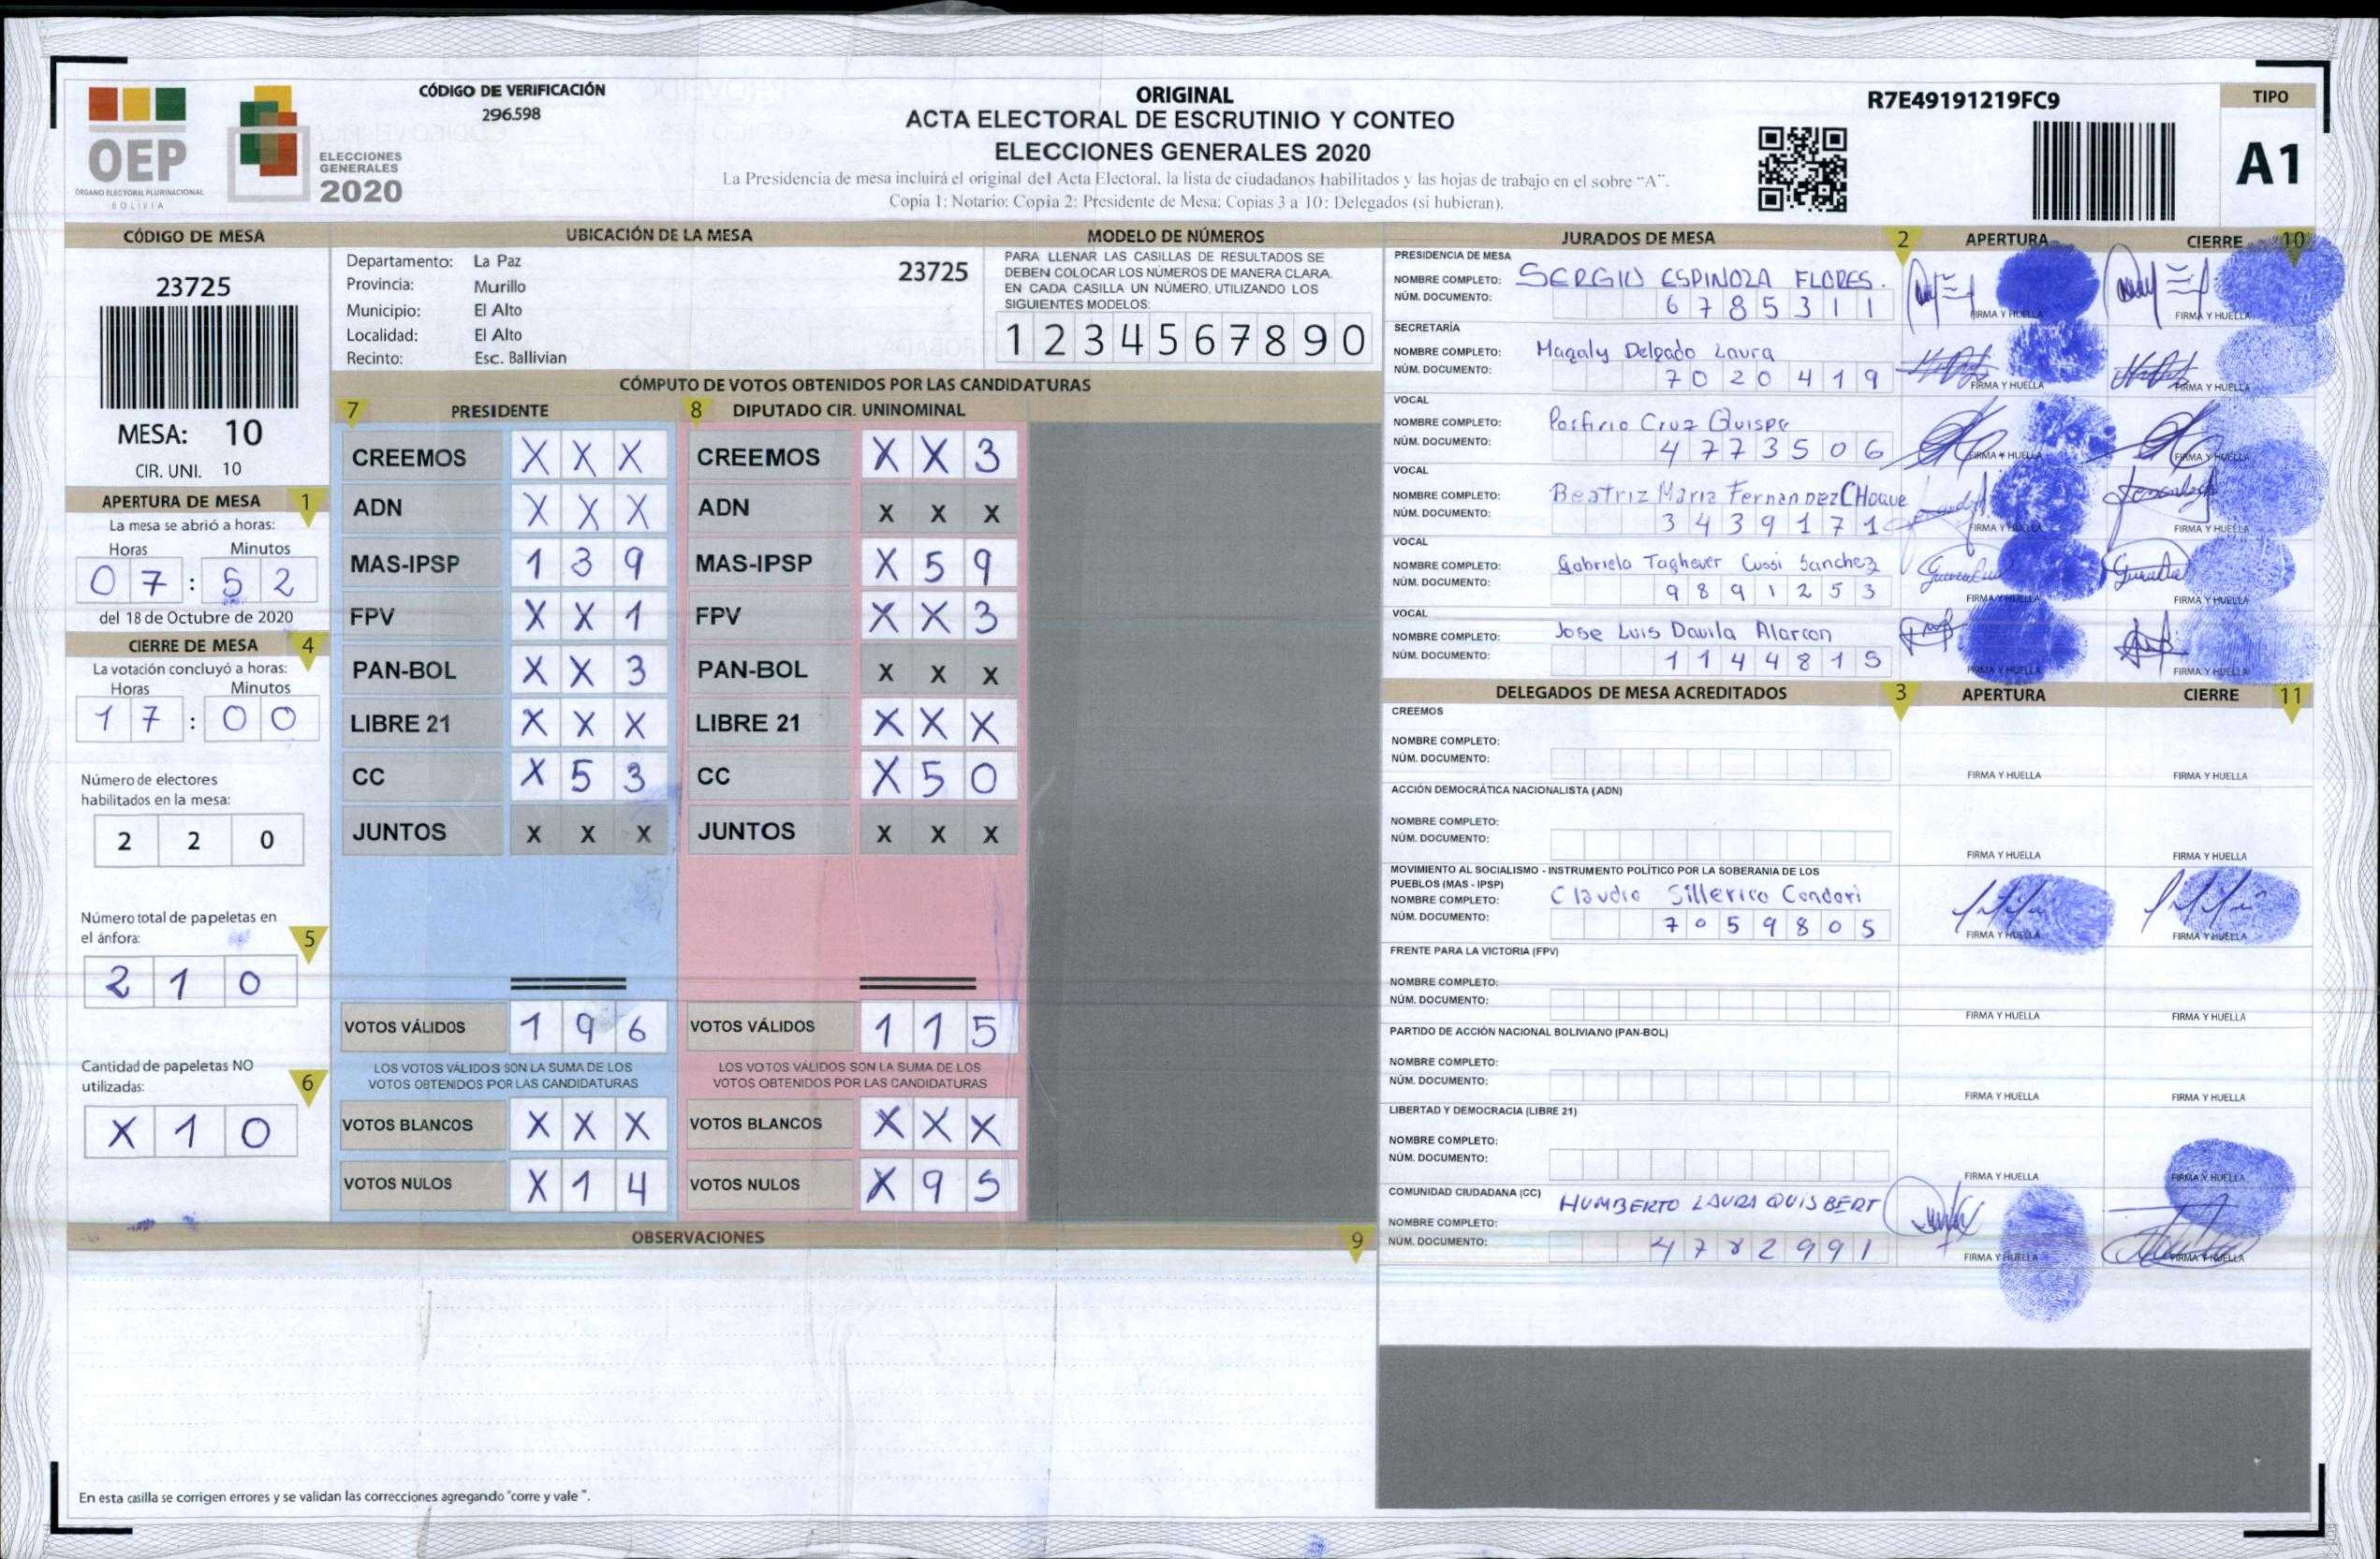 OEP
ÓRGANO ELECTORAL PLURINACIONAL
BOLIVIA
ELECCIONES
GENERALES
2020
CÓDIGO DE VERIFICACIÓN
296.598
ORIGINAL
ACTA ELECTORAL DE ESCRUTINIO Y CONTEO
ELECCIONES GENERALES 2020
La Presidencia de mesa incluirá el original del Acta Electoral, la lista de ciudadanos habilitados y las hojas de trabajo en el sobre "A".
Copia 1: Notario; Copia 2: Presidente de Mesa; Copias 3 a 10: Delegados (si hubieran).
R7E49191219FC9
TIPO
A1
CÓDIGO DE MESA
23725
MESA: 10
CIR. UNI. 10
APERTURA DE MESA 1
La mesa se abrió a horas:
Horas Minutos
07:52
del 18 de Octubre de 2020
CIERRE DE MESA 4
La votación concluyó a horas:
Horas Minutos
17:00
Número de electores
habilitados en la mesa:
2 2 0
Número total de papeletas en
el ánfora: 5
2 1 0
Cantidad de papeletas NO
utilizadas: 6
X 1 0
UBICACIÓN DE LA MESA
Departamento: La Paz 23725
Provincia: Murillo
Municipio: El Alto
Localidad: El Alto
Recinto: Esc. Ballivian
MODELO DE NÚMEROS
PARA LLENAR LAS CASILLAS DE RESULTADOS SE
DEBEN COLOCAR LOS NÚMEROS DE MANERA CLARA.
EN CADA CASILLA UN NÚMERO, UTILIZANDO LOS
SIGUIENTES MODELOS:
1 2 3 4 5 6 7 8 9 0
CÓMPUTO DE VOTOS OBTENIDOS POR LAS CANDIDATURAS
7 PRESIDENTE 8 DIPUTADO CIR. UNINOMINAL
CREEMOS X X X CREEMOS X X 3
ADN X X X ADN X X X
MAS-IPSP 1 3 9 MAS-IPSP X 5 9
FPV X X 1 FPV X X 3
PAN-BOL X X 3 PAN-BOL X X X
LIBRE 21 X X X LIBRE 21 X X X
CC X 5 3 CC X 5 0
JUNTOS X X X JUNTOS X X X
VOTOS VÁLIDOS 1 9 6 VOTOS VÁLIDOS 1 1 5
LOS VOTOS VÁLIDOS SON LA SUMA DE LOS LOS VOTOS VÁLIDOS SON LA SUMA DE LOS
VOTOS OBTENIDOS POR LAS CANDIDATURAS VOTOS OBTENIDOS POR LAS CANDIDATURAS
VOTOS BLANCOS X X X VOTOS BLANCOS X X X
VOTOS NULOS X 1 4 VOTOS NULOS X 9 5
OBSERVACIONES 9
En esta casilla se corrigen errores y se validan las correcciones agregando "corre y vale".
JURADOS DE MESA 2 APERTURA CIERRE 10
PRESIDENCIA DE MESA
NOMBRE COMPLETO: SERGIO ESPINOZA FLORES.
NÚM. DOCUMENTO: 6785311
FIRMA Y HUELLA FIRMA Y HUELLA
SECRETARÍA
NOMBRE COMPLETO: Magaly Delgado Laura
NÚM. DOCUMENTO: 7020419
FIRMA Y HUELLA FIRMA Y HUELLA
VOCAL
NOMBRE COMPLETO: Porfirio Cruz Quispe
NÚM. DOCUMENTO: 4773506
FIRMA Y HUELLA FIRMA Y HUELLA
VOCAL
NOMBRE COMPLETO: Beatriz Maria Fernandez CHoque
NÚM. DOCUMENTO: 3439171
FIRMA Y HUELLA FIRMA Y HUELLA
VOCAL
NOMBRE COMPLETO: Gabriela Cussi Sanchez
NÚM. DOCUMENTO: 9891253
FIRMA Y HUELLA FIRMA Y HUELLA
VOCAL
NOMBRE COMPLETO: Jose Luis Davila Alarcon
NÚM. DOCUMENTO: 1144815
FIRMA Y HUELLA FIRMA Y HUELLA
DELEGADOS DE MESA ACREDITADOS 3 APERTURA CIERRE 11
CREEMOS
NOMBRE COMPLETO:
NÚM. DOCUMENTO:
FIRMA Y HUELLA FIRMA Y HUELLA
ACCIÓN DEMOCRÁTICA NACIONALISTA (ADN)
NOMBRE COMPLETO:
NÚM. DOCUMENTO:
FIRMA Y HUELLA FIRMA Y HUELLA
MOVIMIENTO AL SOCIALISMO - INSTRUMENTO POLÍTICO POR LA SOBERANIA DE LOS
PUEBLOS (MAS - IPSP)
NOMBRE COMPLETO: Claudio Sillerico Condori
NÚM. DOCUMENTO: 7059805
FIRMA Y HUELLA FIRMA Y HUELLA
FRENTE PARA LA VICTORIA (FPV)
NOMBRE COMPLETO:
NÚM. DOCUMENTO:
FIRMA Y HUELLA FIRMA Y HUELLA
PARTIDO DE ACCIÓN NACIONAL BOLIVIANO (PAN-BOL)
NOMBRE COMPLETO:
NÚM. DOCUMENTO:
FIRMA Y HUELLA FIRMA Y HUELLA
LIBERTAD Y DEMOCRACIA (LIBRE 21)
NOMBRE COMPLETO:
NÚM. DOCUMENTO:
FIRMA Y HUELLA FIRMA Y HUELLA
COMUNIDAD CIUDADANA (CC)
NOMBRE COMPLETO: HUMBERTO LAURA QUISBERT
NÚM. DOCUMENTO: 4782991
FIRMA Y HUELLA FIRMA Y HUELLA